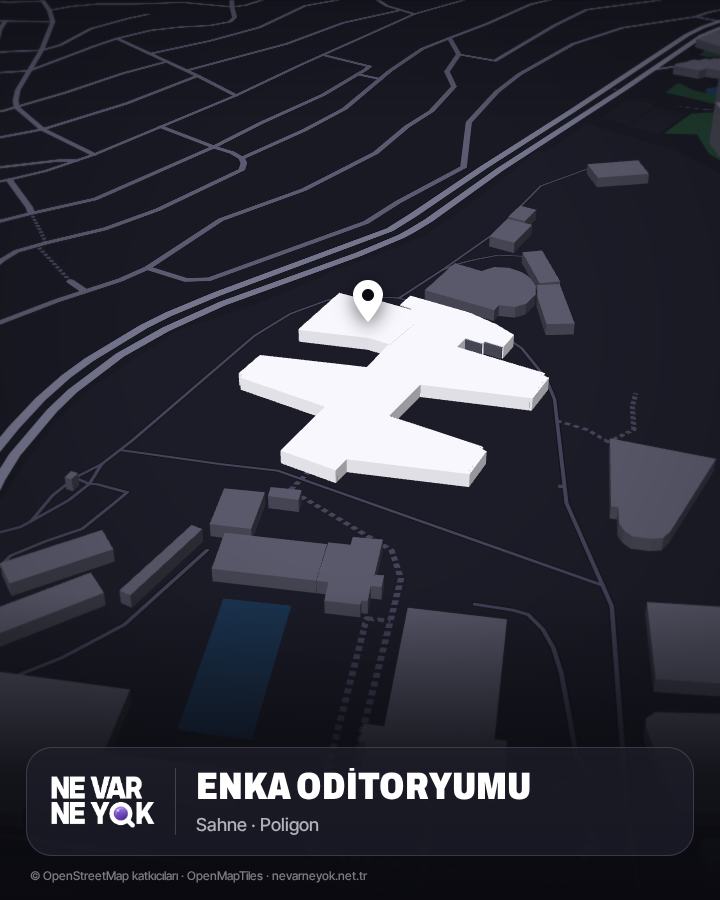 NE VAR
NE YOK
ENKA ODİTORYUMU
Sahne · Poligon
© OpenStreetMap katkıcıları · OpenMapTiles · nevarneyok.net.tr